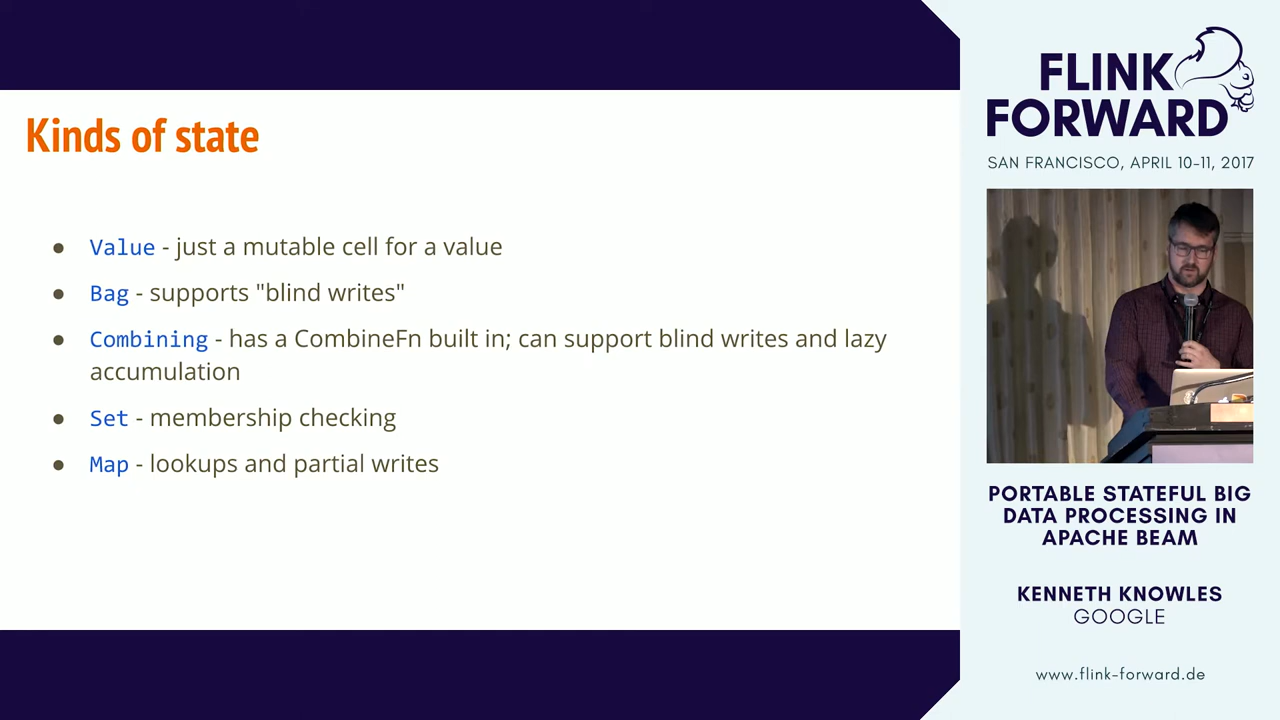 Kinds of state
● Value - just a mutable cell for a value
● Bag - supports "blind writes"
● Combining - has a CombineFn built in; can support blind writes and lazy
accumulation
● Set - membership checking
● Map - lookups and partial writes
FLINK
FORWARD
SAN FRANCISCO, APRIL 10-11, 2017
PORTABLE STATEFUL BIG
DATA PROCESSING IN
APACHE BEAM
KENNETH KNOWLES
GOOGLE
www.flink-forward.de